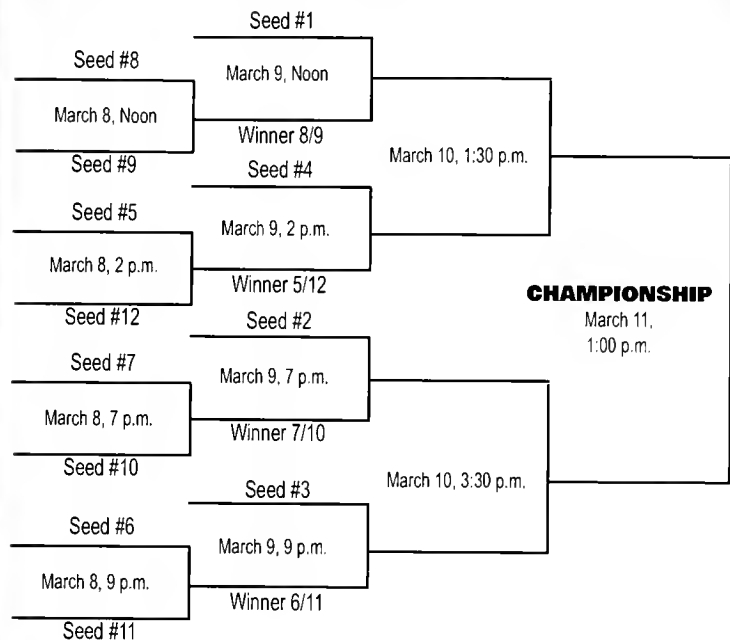 Seed #1
Seed #8
March 9, Noon
March 8, Noon
Winner 8/9
Seed #9
March 10, 1:30 p.m.
Seed #4
Seed #5
March 9, 2 p.m.
March 8, 2 p.m.
Winner 5/12
Seed #12
CHAMPIONSHIP
March 11,
1:00 p.m.
Seed #2
Seed #7
March 9, 7 p.m.
March 8, 7 p.m.
Winner 7/10
Seed #10
March 10, 3:30 p.m.
Seed #3
Seed #6
March 9, 9 p.m.
March 8, 9 p.m.
Winner 6/11
Seed #11